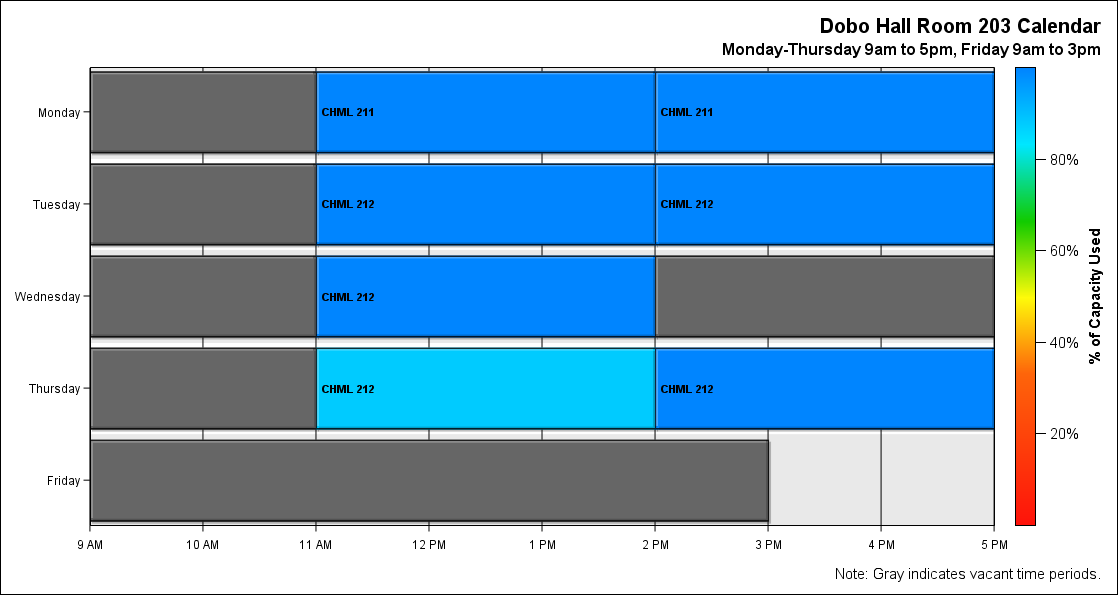 Dobo Hall Room 203 Calendar
Monday-Thursday 9am to 5pm, Friday 9am to 3pm
Monday
CHML 211
CHML 211
Tuesday
CHML 212
CHML 212
Wednesday
CHML 212
Thursday
CHML 212
CHML 212
Friday
9 AM
10 AM
11 AM
12 PM
1 PM
2 PM
3 PM
4 PM
5 PM
80%
60%
40%
20%
% of Capacity Used
Note: Gray indicates vacant time periods.